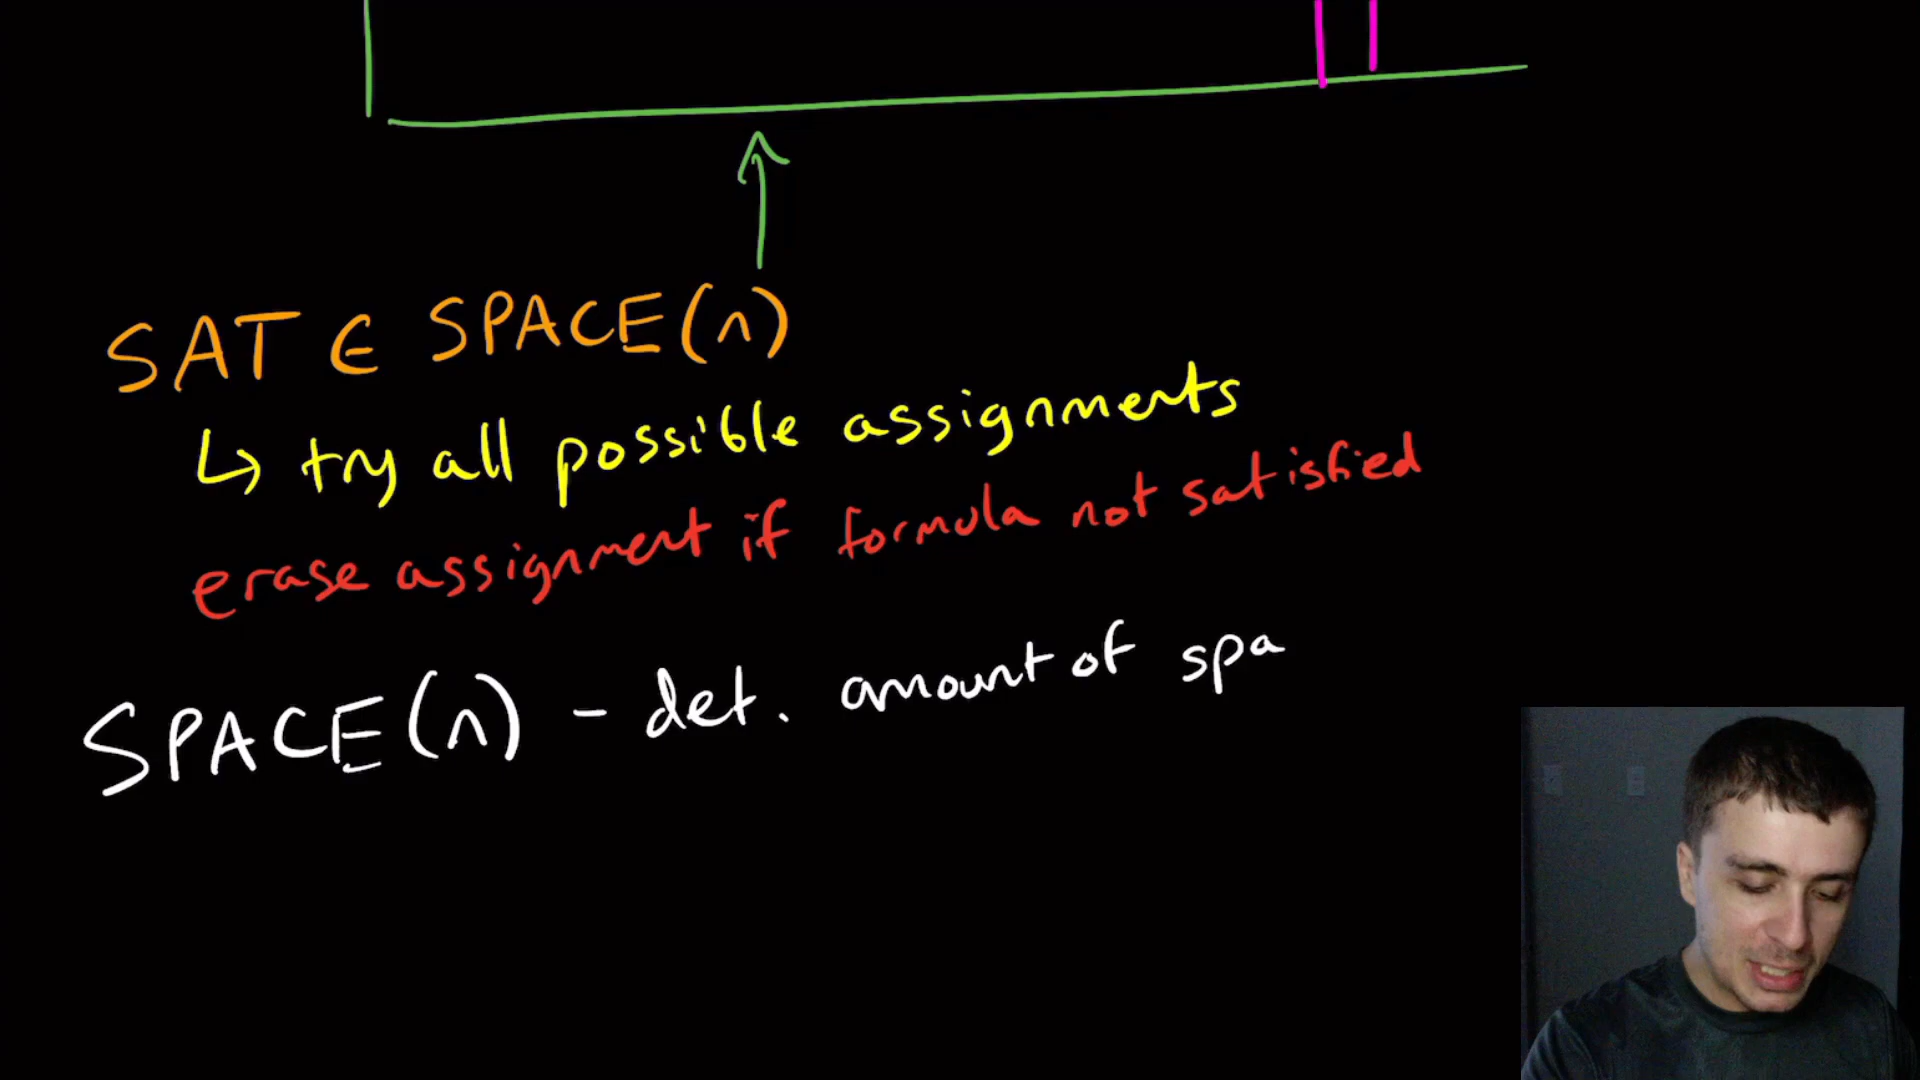 SAT ∈ SPACE(n)
↳ try all possible assignments
erase assignment if formula not satisfied
SPACE(n) - det. amount of spa